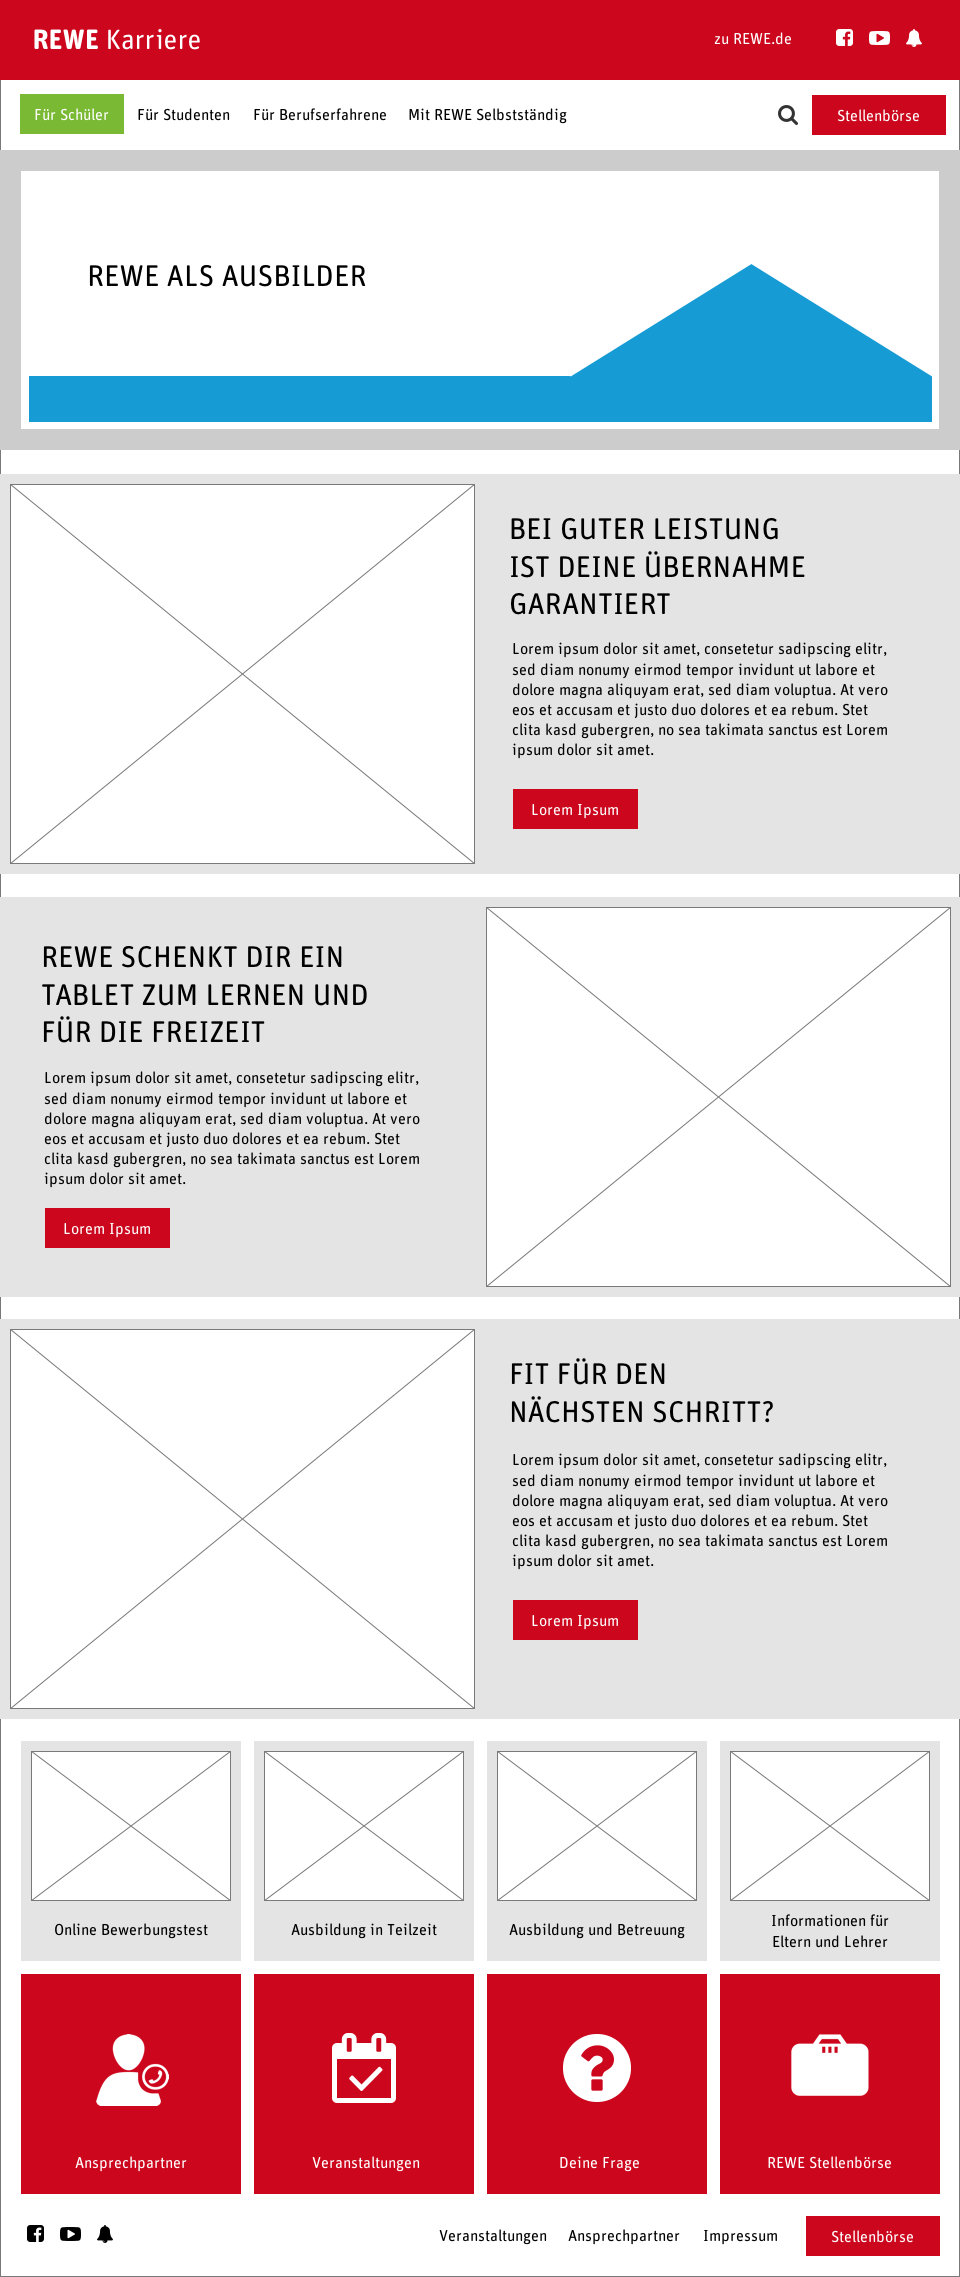 REWE Karriere
zu REWE.de
Für Schüler
Für Studenten
Für Berufserfahrene
Mit REWE Selbstständig
Stellenbörse
REWE ALS AUSBILDER
BEI GUTER LEISTUNG
IST DEINE ÜBERNAHME
GARANTIERT
Lorem ipsum dolor sit amet, consetetur sadipscing elitr,
sed diam nonumy eirmod tempor invidunt ut labore et
dolore magna aliquyam erat, sed diam voluptua. At vero
eos et accusam et justo duo dolores et ea rebum. Stet
clita kasd gubergren, no sea takimata sanctus est Lorem
ipsum dolor sit amet.
Lorem Ipsum
REWE SCHENKT DIR EIN
TABLET ZUM LERNEN UND
FÜR DIE FREIZEIT
Lorem ipsum dolor sit amet, consetetur sadipscing elitr,
sed diam nonumy eirmod tempor invidunt ut labore et
dolore magna aliquyam erat, sed diam voluptua. At vero
eos et accusam et justo duo dolores et ea rebum. Stet
clita kasd gubergren, no sea takimata sanctus est Lorem
ipsum dolor sit amet.
Lorem Ipsum
FIT FÜR DEN
NÄCHSTEN SCHRITT?
Lorem ipsum dolor sit amet, consetetur sadipscing elitr,
sed diam nonumy eirmod tempor invidunt ut labore et
dolore magna aliquyam erat, sed diam voluptua. At vero
eos et accusam et justo duo dolores et ea rebum. Stet
clita kasd gubergren, no sea takimata sanctus est Lorem
ipsum dolor sit amet.
Lorem Ipsum
Online Bewerbungstest
Ausbildung in Teilzeit
Ausbildung und Betreuung
Informationen für
Eltern und Lehrer
Ansprechpartner
Veranstaltungen
Deine Frage
REWE Stellenbörse
Veranstaltungen
Ansprechpartner
Impressum
Stellenbörse